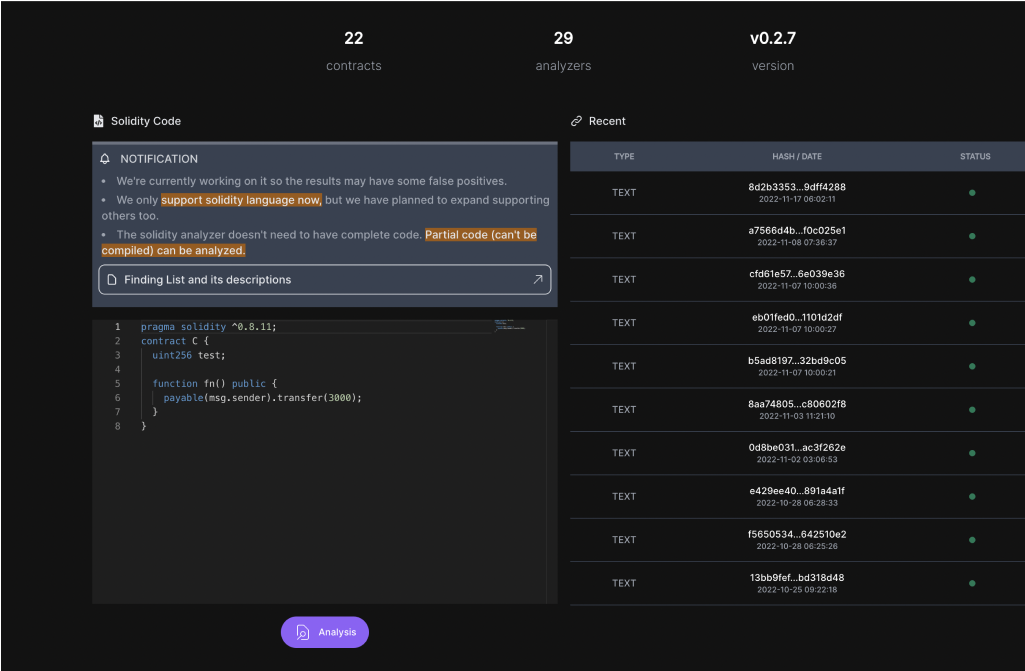 22 29 v0.2.7
contracts analyzers version
Solidity Code
NOTIFICATION
• We're currently working on it so the results may have some false positives.
• We only support solidity language now, but we have planned to expand supporting
others too.
• The solidity analyzer doesn't need to have complete code. Partial code (can't be
compiled) can be analyzed.
Finding List and its descriptions
1 pragma solidity ^0.8.11;
2 contract C {
3 uint256 test;
4
5 function fn() public {
6 payable(msg.sender).transfer(3000);
7 }
8 }
Analysis
Recent
TYPE HASH / DATE STATUS
TEXT 8d2b3353...9dff4288
2022-11-17 06:02:11
TEXT a7566d4b...f0c025e1
2022-11-08 07:36:37
TEXT cfd61e57...6e039e36
2022-11-07 10:00:36
TEXT eb01fed0...1101d2df
2022-11-07 10:00:27
TEXT b5ad8197...32bd9c05
2022-11-07 10:00:21
TEXT 8aa74805...c80602f8
2022-11-03 11:21:10
TEXT 0d8be031...ac3f262e
2022-11-02 03:06:53
TEXT e429ee40...891a4a1f
2022-10-28 06:28:33
TEXT f5650534...642510e2
2022-10-28 06:25:26
TEXT 13bb9fef...bd318d48
2022-10-25 09:22:18